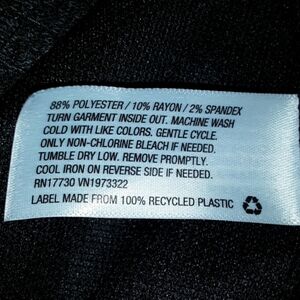 88% POLYESTER / 10% RAYON / 2% SPANDEX
TURN GARMENT INSIDE OUT. MACHINE WASH
COLD WITH LIKE COLORS. GENTLE CYCLE.
ONLY NON-CHLORINE BLEACH IF NEEDED.
TUMBLE DRY LOW. REMOVE PROMPTLY.
COOL IRON ON REVERSE SIDE IF NEEDED.
RN17730 VN1973322
LABEL MADE FROM 100% RECYCLED PLASTIC